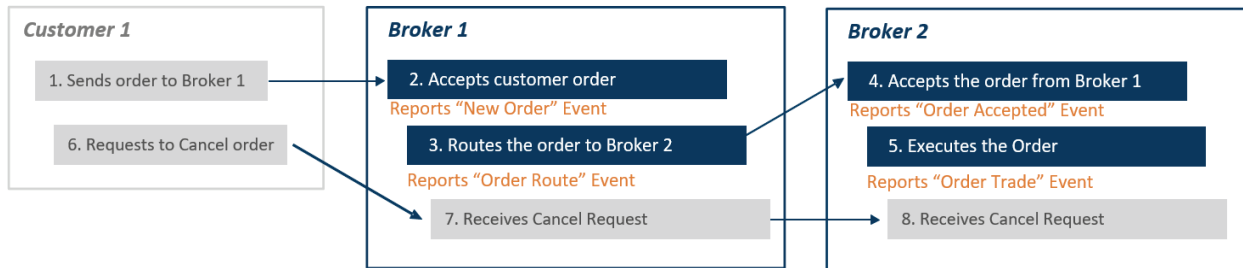 Customer 1
1. Sends order to Broker 1
6. Requests to Cancel order
Broker 1
2. Accepts customer order
Reports “New Order” Event
3. Routes the order to Broker 2
Reports “Order Route” Event
7. Receives Cancel Request
Broker 2
4. Accepts the order from Broker 1
Reports “Order Accepted” Event
5. Executes the Order
Reports “Order Trade” Event
8. Receives Cancel Request